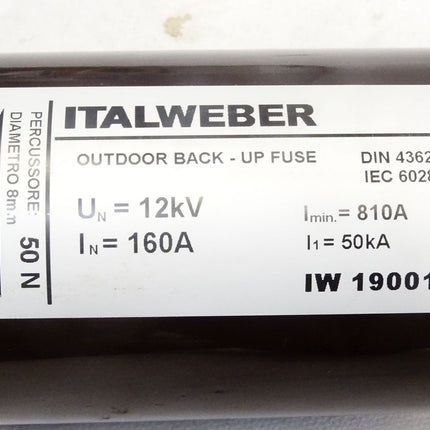 PERCUSSORE:
DIAMETRO 8m.m
50 N
ITALWEBER
OUTDOOR BACK - UP FUSE
DIN 4362
IEC 6028
UN = 12kV
IN = 160A
Imin. = 810A
I1 = 50kA
IW 19001